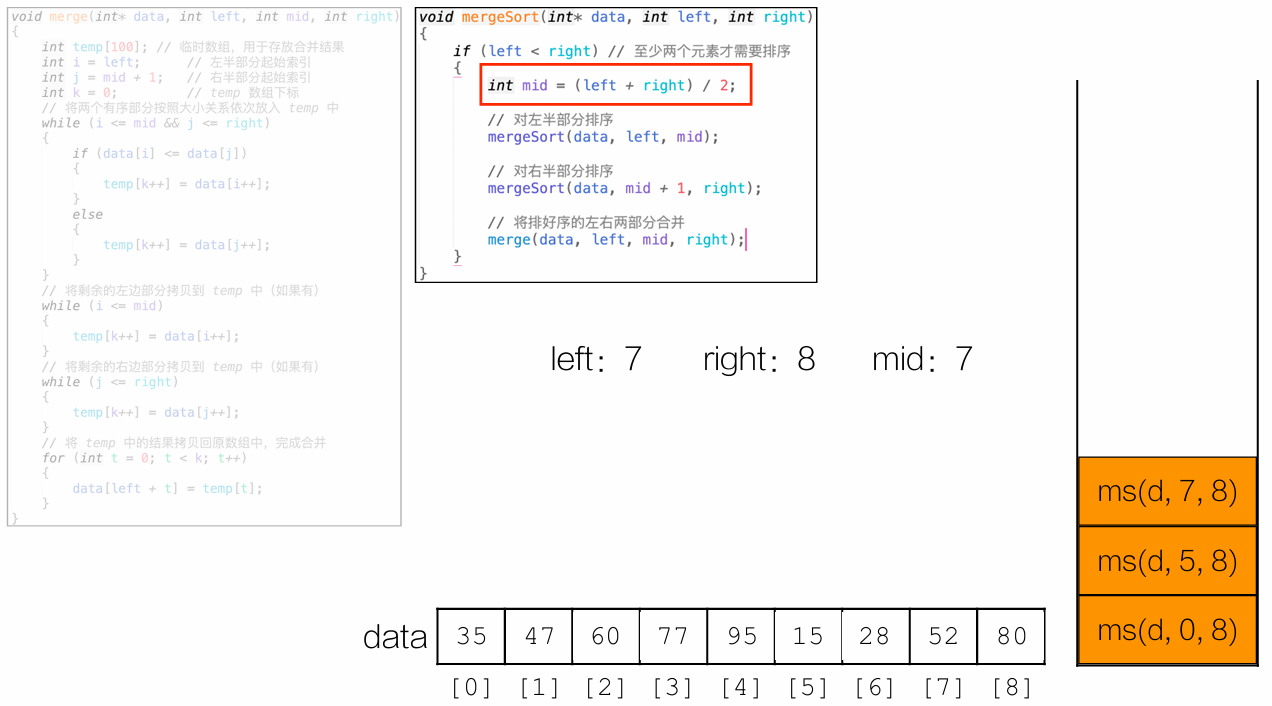 void merge(int* data, int left, int mid, int right)
{
    int temp[100]; // 临时数组，用于存放合并结果
    int i = left;      // 左半部分起始索引
    int j = mid + 1;   // 右半部分起始索引
    int k = 0;         // temp 数组下标
    // 将两个有序部分按照大小关系依次放入 temp 中
    while (i <= mid && j <= right)
    {
        if (data[i] <= data[j])
        {
            temp[k++] = data[i++];
        }
        else
        {
            temp[k++] = data[j++];
        }
    }
    // 将剩余的左边部分拷贝到 temp 中（如果有）
    while (i <= mid)
    {
        temp[k++] = data[i++];
    }
    // 将剩余的右边部分拷贝到 temp 中（如果有）
    while (j <= right)
    {
        temp[k++] = data[j++];
    }
    // 将 temp 中的结果拷贝回原数组中，完成合并
    for (int t = 0; t < k; t++)
    {
        data[left + t] = temp[t];
    }
}
void mergeSort(int* data, int left, int right)
{
    if (left < right) // 至少两个元素才需要排序
    {
        int mid = (left + right) / 2;
        // 对左半部分排序
        mergeSort(data, left, mid);
        // 对右半部分排序
        mergeSort(data, mid + 1, right);
        // 将排好序的左右两部分合并
        merge(data, left, mid, right);
    }
}
left：7 right：8 mid：7
ms(d, 7, 8)
ms(d, 5, 8)
ms(d, 0, 8)
data 35 47 60 77 95 15 28 52 80
[0] [1] [2] [3] [4] [5] [6] [7] [8]